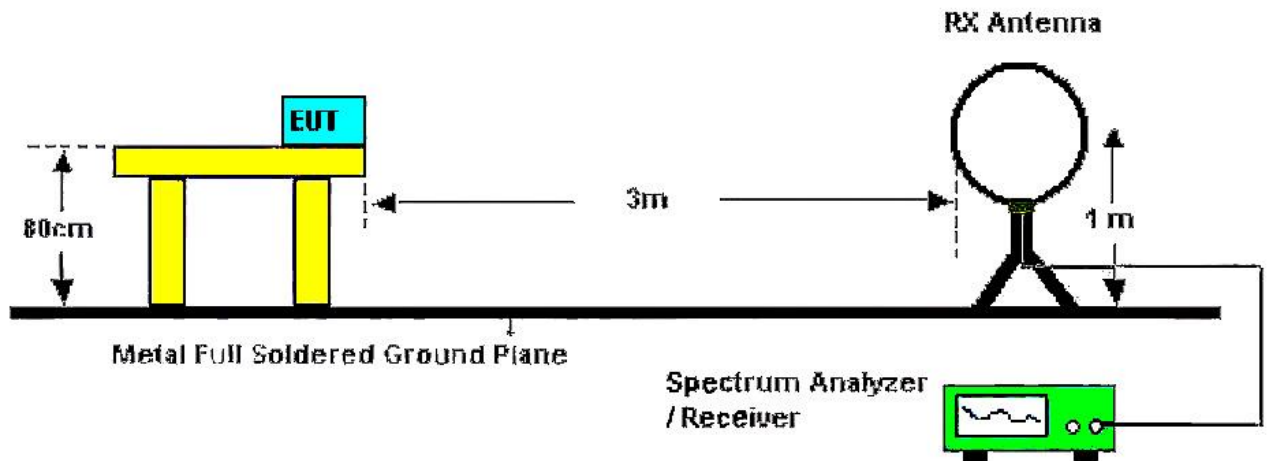 RX Antenna
EUT
80cm
3m
1 m
Metal Full Soldered Ground Plane
Spectrum Analyzer
/ Receiver